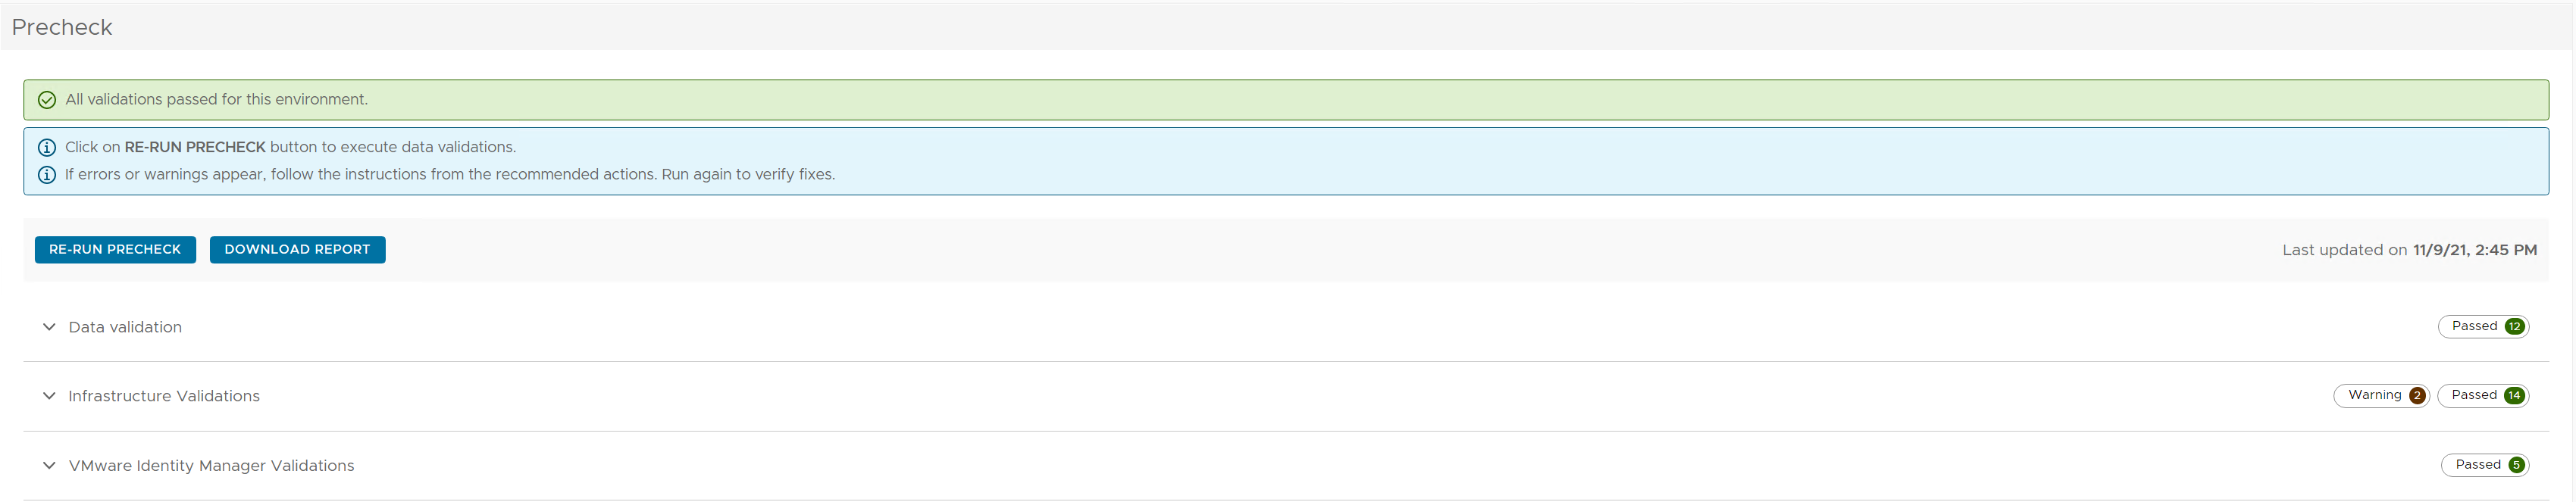 Precheck
All validations passed for this environment.
Click on RE-RUN PRECHECK button to execute data validations.
If errors or warnings appear, follow the instructions from the recommended actions. Run again to verify fixes.
RE-RUN PRECHECK DOWNLOAD REPORT Last updated on 11/9/21, 2:45 PM
Data validation Passed 12
Infrastructure Validations Warning 2 Passed 14
VMware Identity Manager Validations Passed 5